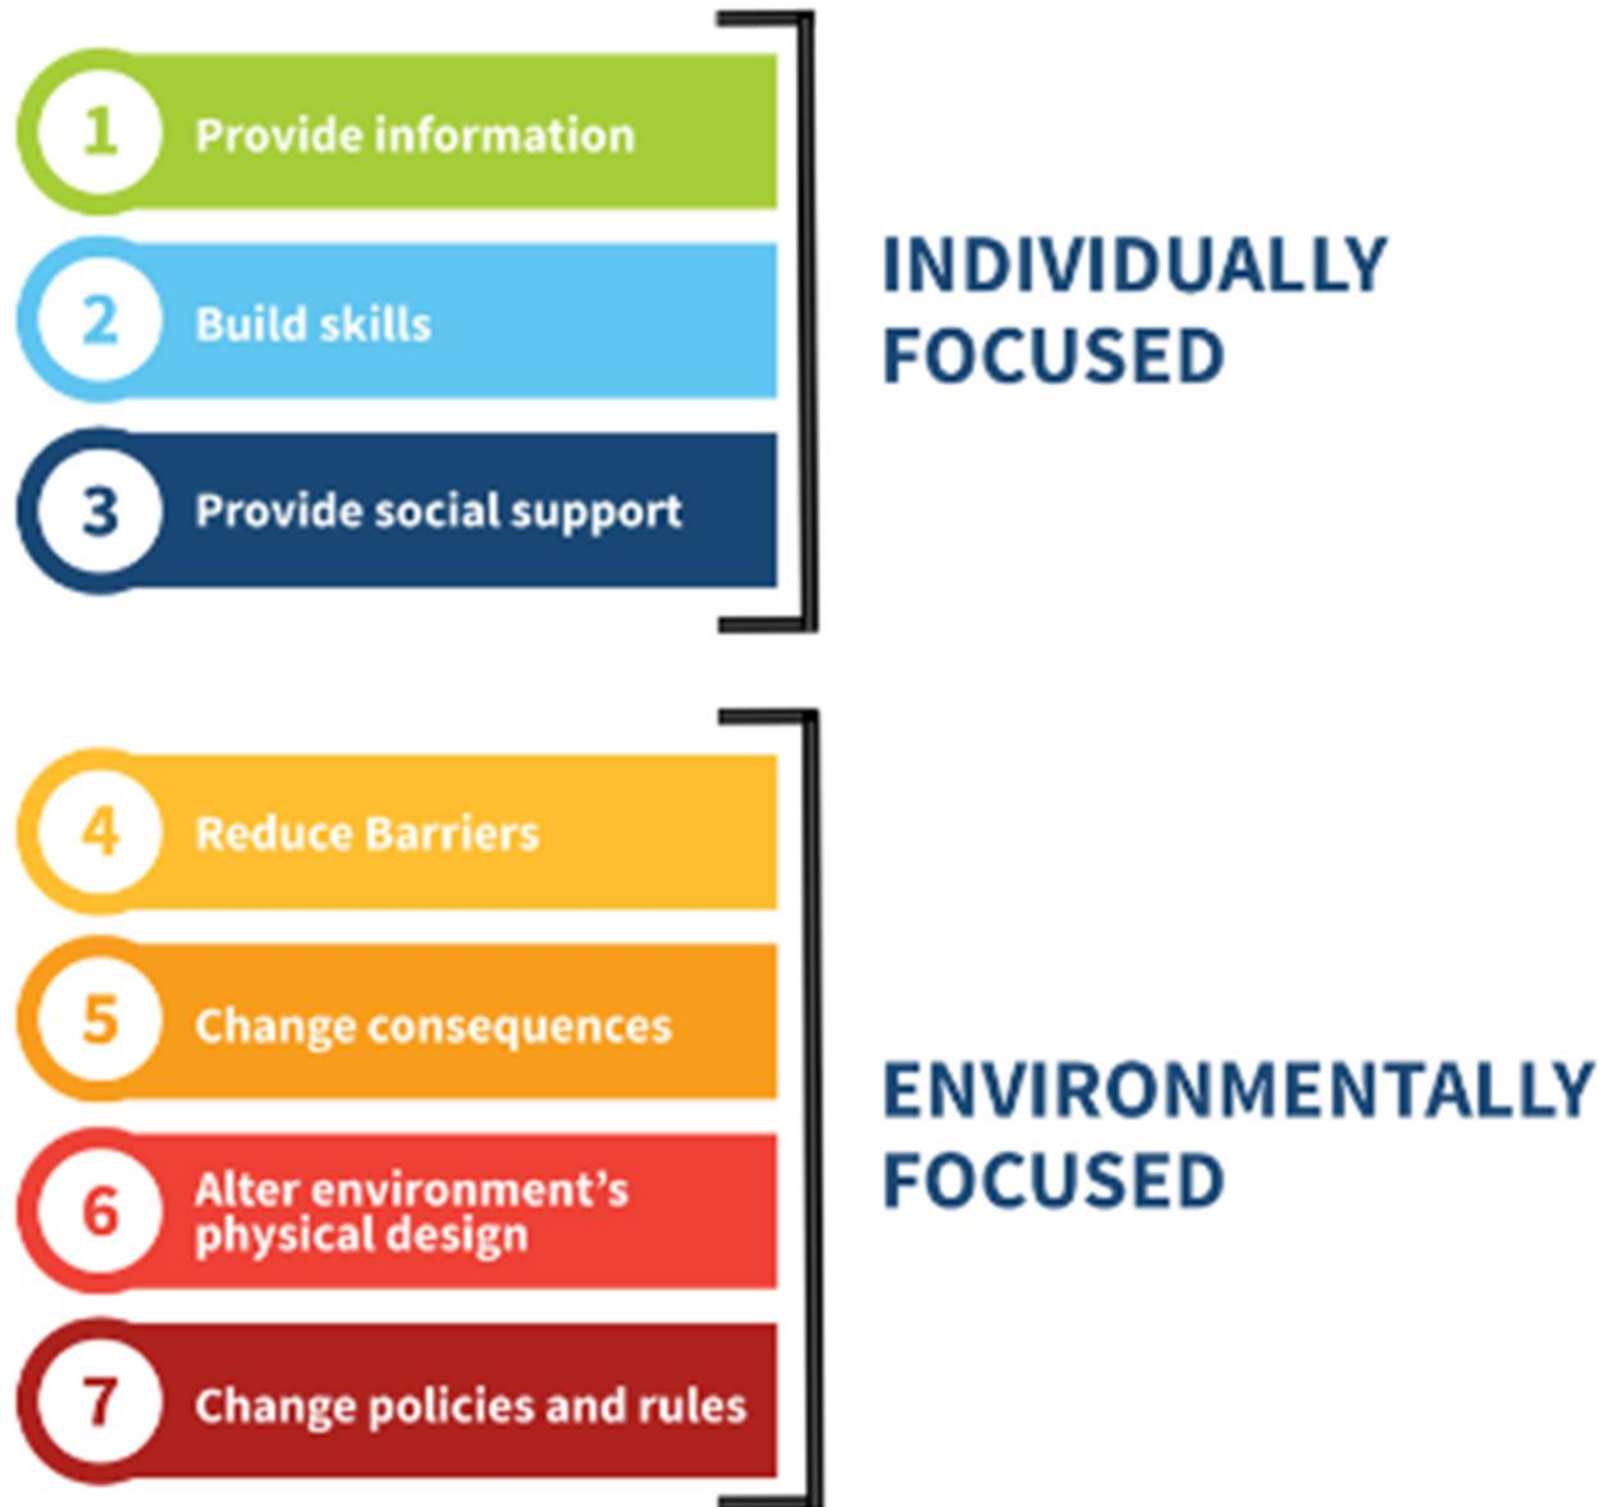 1
Provide information
2
Build skills
3
Provide social support
INDIVIDUALLY
FOCUSED
4
Reduce Barriers
5
Change consequences
6
Alter environment’s
physical design
7
Change policies and rules
ENVIRONMENTALLY
FOCUSED